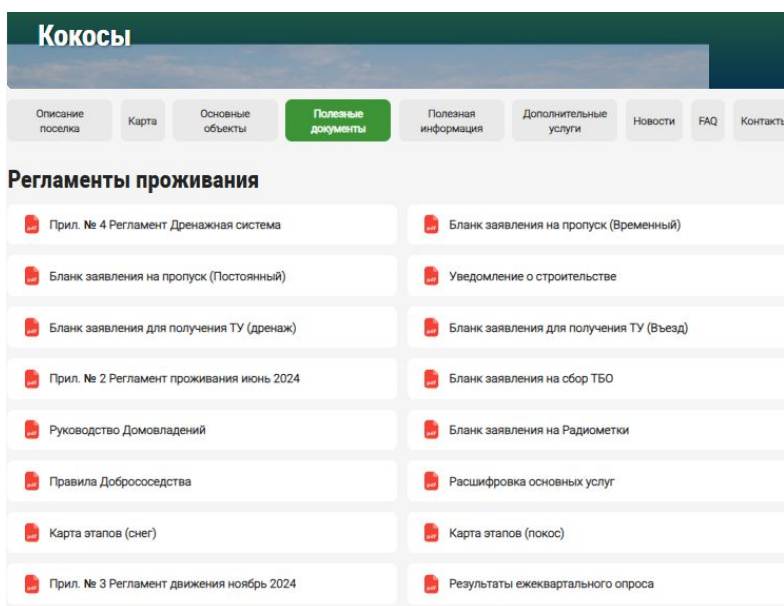 Кокосы
Описание
поселка
Карта
Основные
объекты
Полезные
документы
Полезная
информация
Дополнительные
услуги
Новости
FAQ
Контакты
Регламенты проживания
Прил. № 4 Регламент Дренажная система
Бланк заявления на пропуск (Временный)
Бланк заявления на пропуск (Постоянный)
Уведомление о строительстве
Бланк заявления для получения ТУ (дренаж)
Бланк заявления для получения ТУ (Въезд)
Прил. № 2 Регламент проживания июнь 2024
Бланк заявления на сбор ТБО
Руководство Домовладений
Бланк заявления на Радиометки
Правила Добрососедства
Расшифровка основных услуг
Карта этапов (снег)
Карта этапов (покос)
Прил. № 3 Регламент движения ноябрь 2024
Результаты ежеквартального опроса